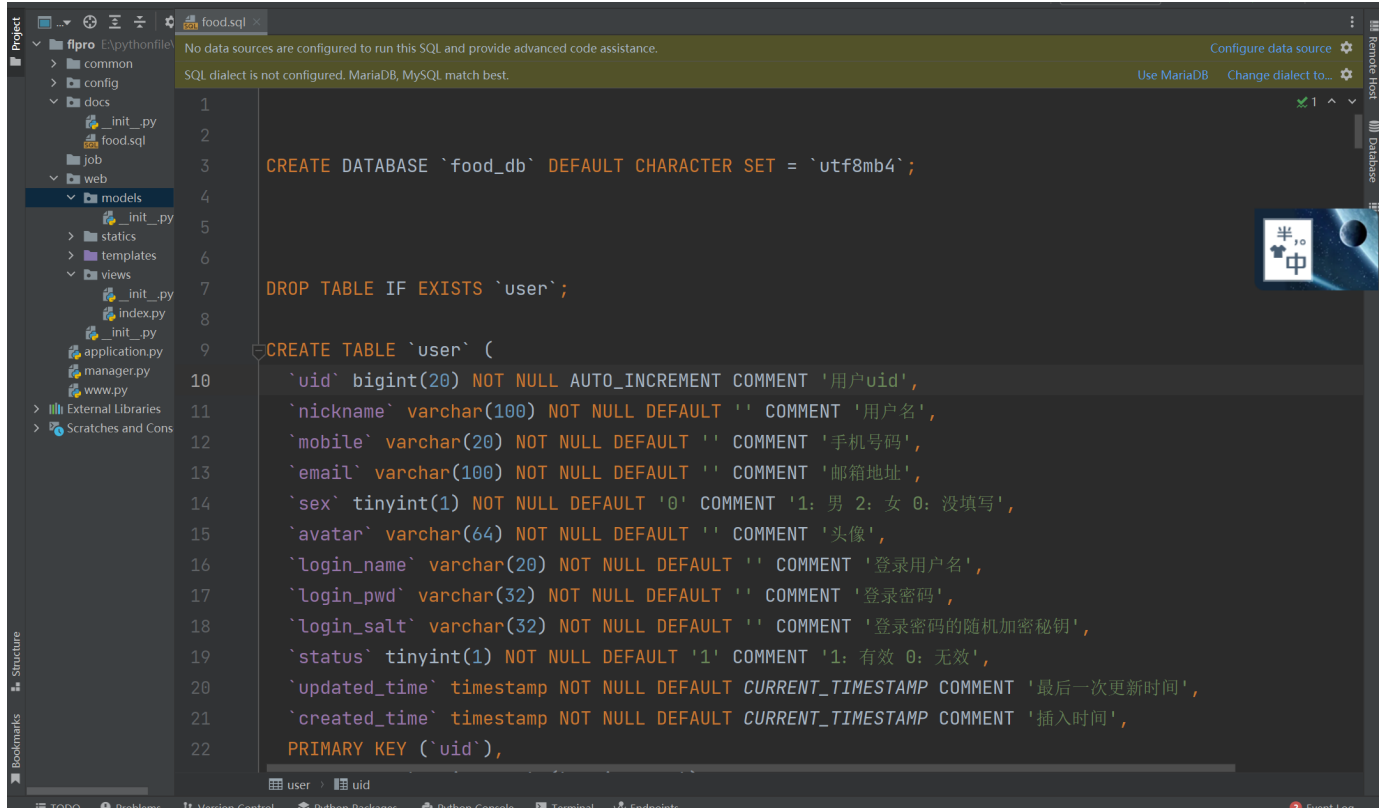 Project
...
food.sql
flpro E:\pythonfile\
common
config
docs
__init__.py
food.sql
job
web
models
__init__.py
statics
templates
views
__init__.py
index.py
__init__.py
application.py
manager.py
www.py
External Libraries
Scratches and Cons
No data sources are configured to run this SQL and provide advanced code assistance.
Configure data source
SQL dialect is not configured. MariaDB, MySQL match best.
Use MariaDB Change dialect to...
1
1
2
3 CREATE DATABASE `food_db` DEFAULT CHARACTER SET = `utf8mb4`;
4
5
6
7 DROP TABLE IF EXISTS `user`;
8
9 CREATE TABLE `user` (
10 `uid` bigint(20) NOT NULL AUTO_INCREMENT COMMENT '用户uid',
11 `nickname` varchar(100) NOT NULL DEFAULT '' COMMENT '用户名',
12 `mobile` varchar(20) NOT NULL DEFAULT '' COMMENT '手机号码',
13 `email` varchar(100) NOT NULL DEFAULT '' COMMENT '邮箱地址',
14 `sex` tinyint(1) NOT NULL DEFAULT '0' COMMENT '1：男 2：女 0：没填写',
15 `avatar` varchar(64) NOT NULL DEFAULT '' COMMENT '头像',
16 `login_name` varchar(20) NOT NULL DEFAULT '' COMMENT '登录用户名',
17 `login_pwd` varchar(32) NOT NULL DEFAULT '' COMMENT '登录密码',
18 `login_salt` varchar(32) NOT NULL DEFAULT '' COMMENT '登录密码的随机加密秘钥',
19 `status` tinyint(1) NOT NULL DEFAULT '1' COMMENT '1：有效 0：无效',
20 `updated_time` timestamp NOT NULL DEFAULT CURRENT_TIMESTAMP COMMENT '最后一次更新时间',
21 `created_time` timestamp NOT NULL DEFAULT CURRENT_TIMESTAMP COMMENT '插入时间',
22 PRIMARY KEY (`uid`),
user uid
半,。
中
Remote Host
Database
Structure
Bookmarks
TODO Problems Version Control Python Packages Python Console Terminal Endpoints
2 Event Log